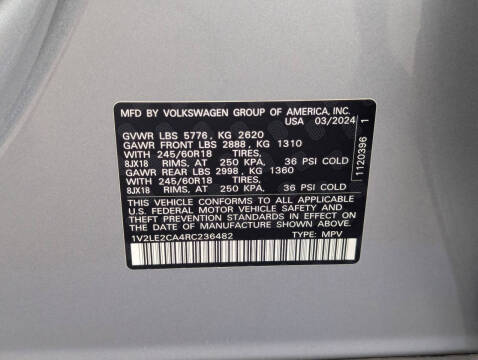 MFD BY VOLKSWAGEN GROUP OF AMERICA, INC.
USA 03/2024
GVWR LBS 5776, KG 2620
GAWR FRONT LBS 2888, KG 1310
WITH 245/60R18 TIRES,
8JX18 RIMS, AT 250 KPA, 36 PSI COLD
GAWR REAR LBS 2998, KG 1360
WITH 245/60R18 TIRES,
8JX18 RIMS, AT 250 KPA, 36 PSI COLD
THIS VEHICLE CONFORMS TO ALL APPLICABLE
U.S. FEDERAL MOTOR VEHICLE SAFETY AND
THEFT PREVENTION STANDARDS IN EFFECT ON
THE DATE OF MANUFACTURE SHOWN ABOVE.
1V2LE2CA4RC236482 TYPE: MPV
1120396 1